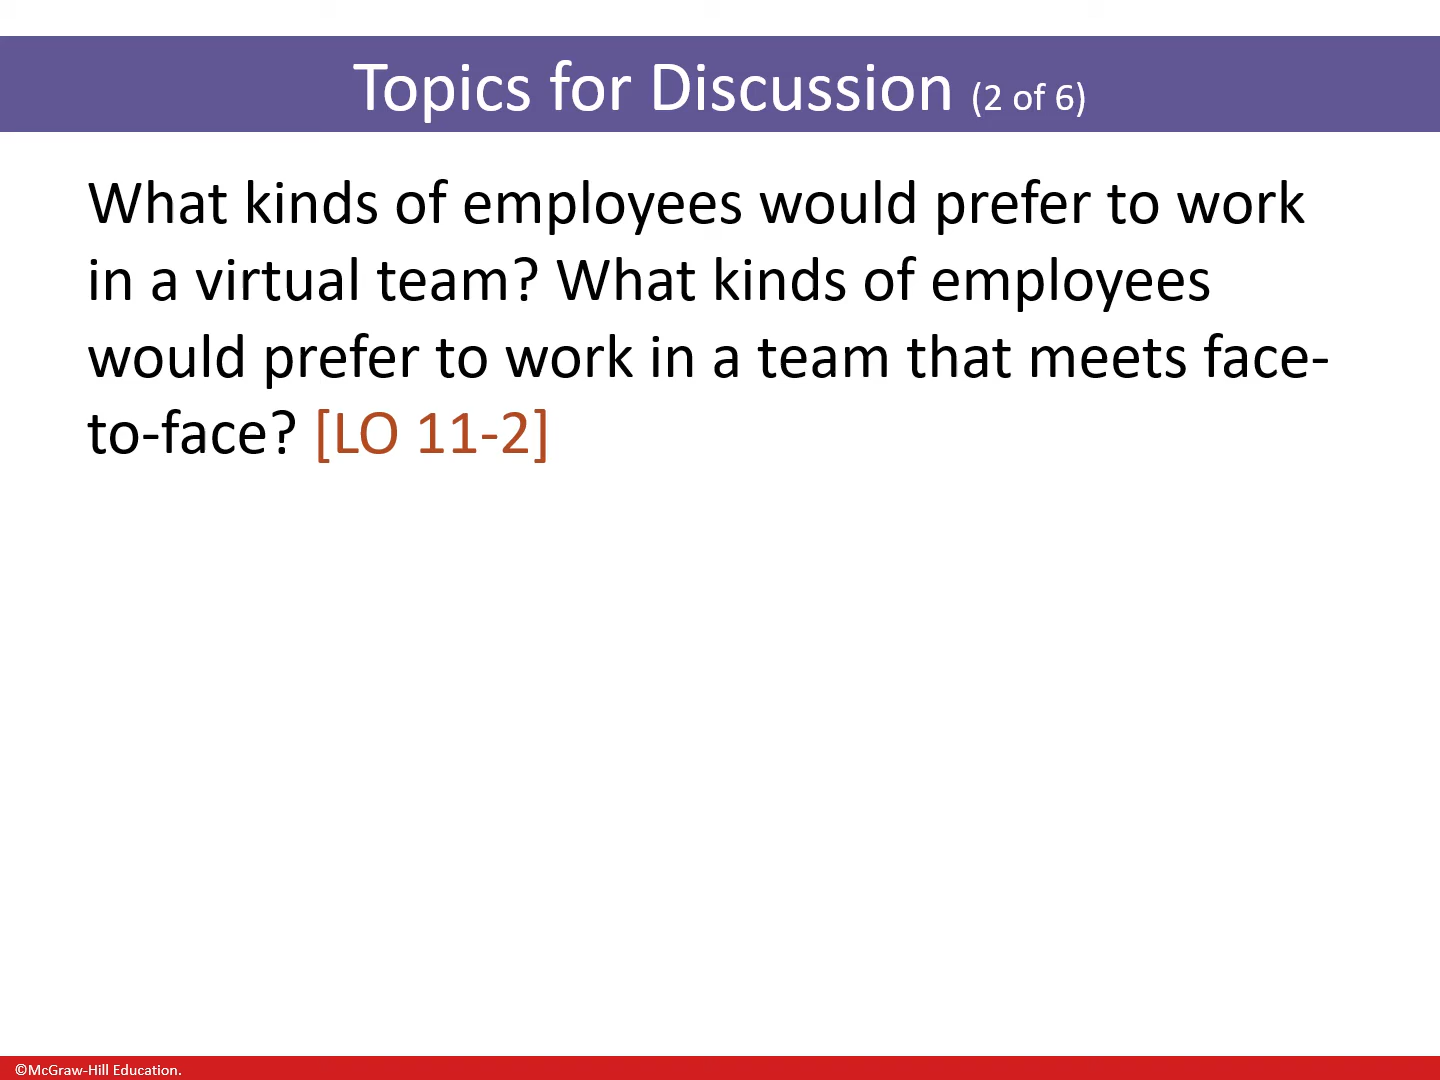 Topics for Discussion (2 of 6)
What kinds of employees would prefer to work
in a virtual team? What kinds of employees
would prefer to work in a team that meets face-
to-face? [LO 11-2]
©McGraw-Hill Education.